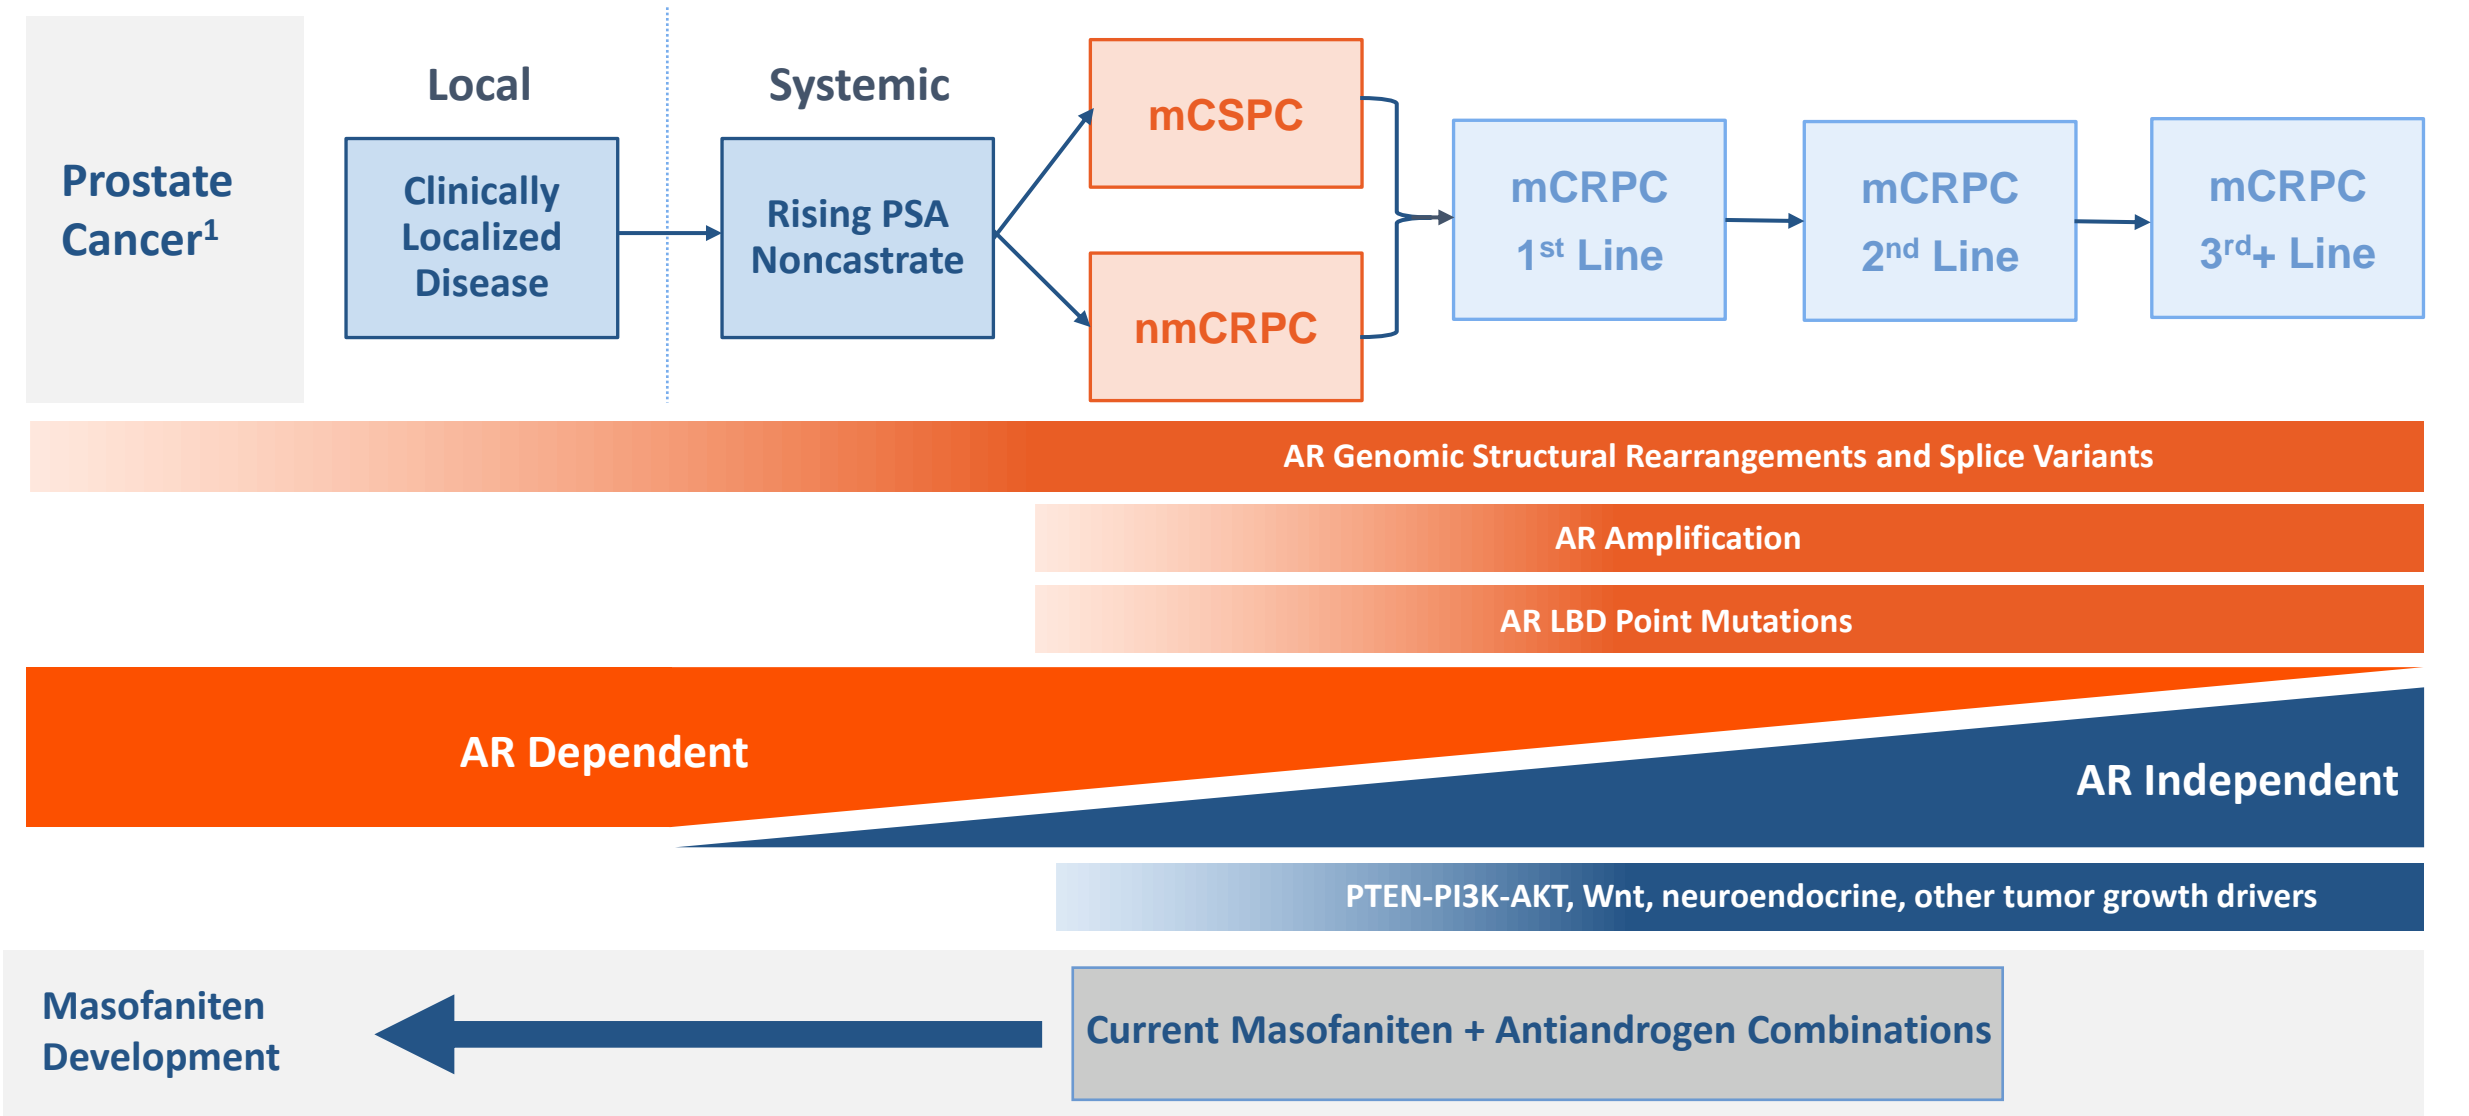 Local
Systemic
Prostate
Cancer¹
Clinically
Localized
Disease
Rising PSA
Noncastrate
mCSPC
nmCRPC
mCRPC
1st Line
mCRPC
2nd Line
mCRPC
3rd+ Line
AR Genomic Structural Rearrangements and Splice Variants
AR Amplification
AR LBD Point Mutations
AR Dependent
AR Independent
PTEN-PI3K-AKT, Wnt, neuroendocrine, other tumor growth drivers
Masofaniten
Development
Current Masofaniten + Antiandrogen Combinations